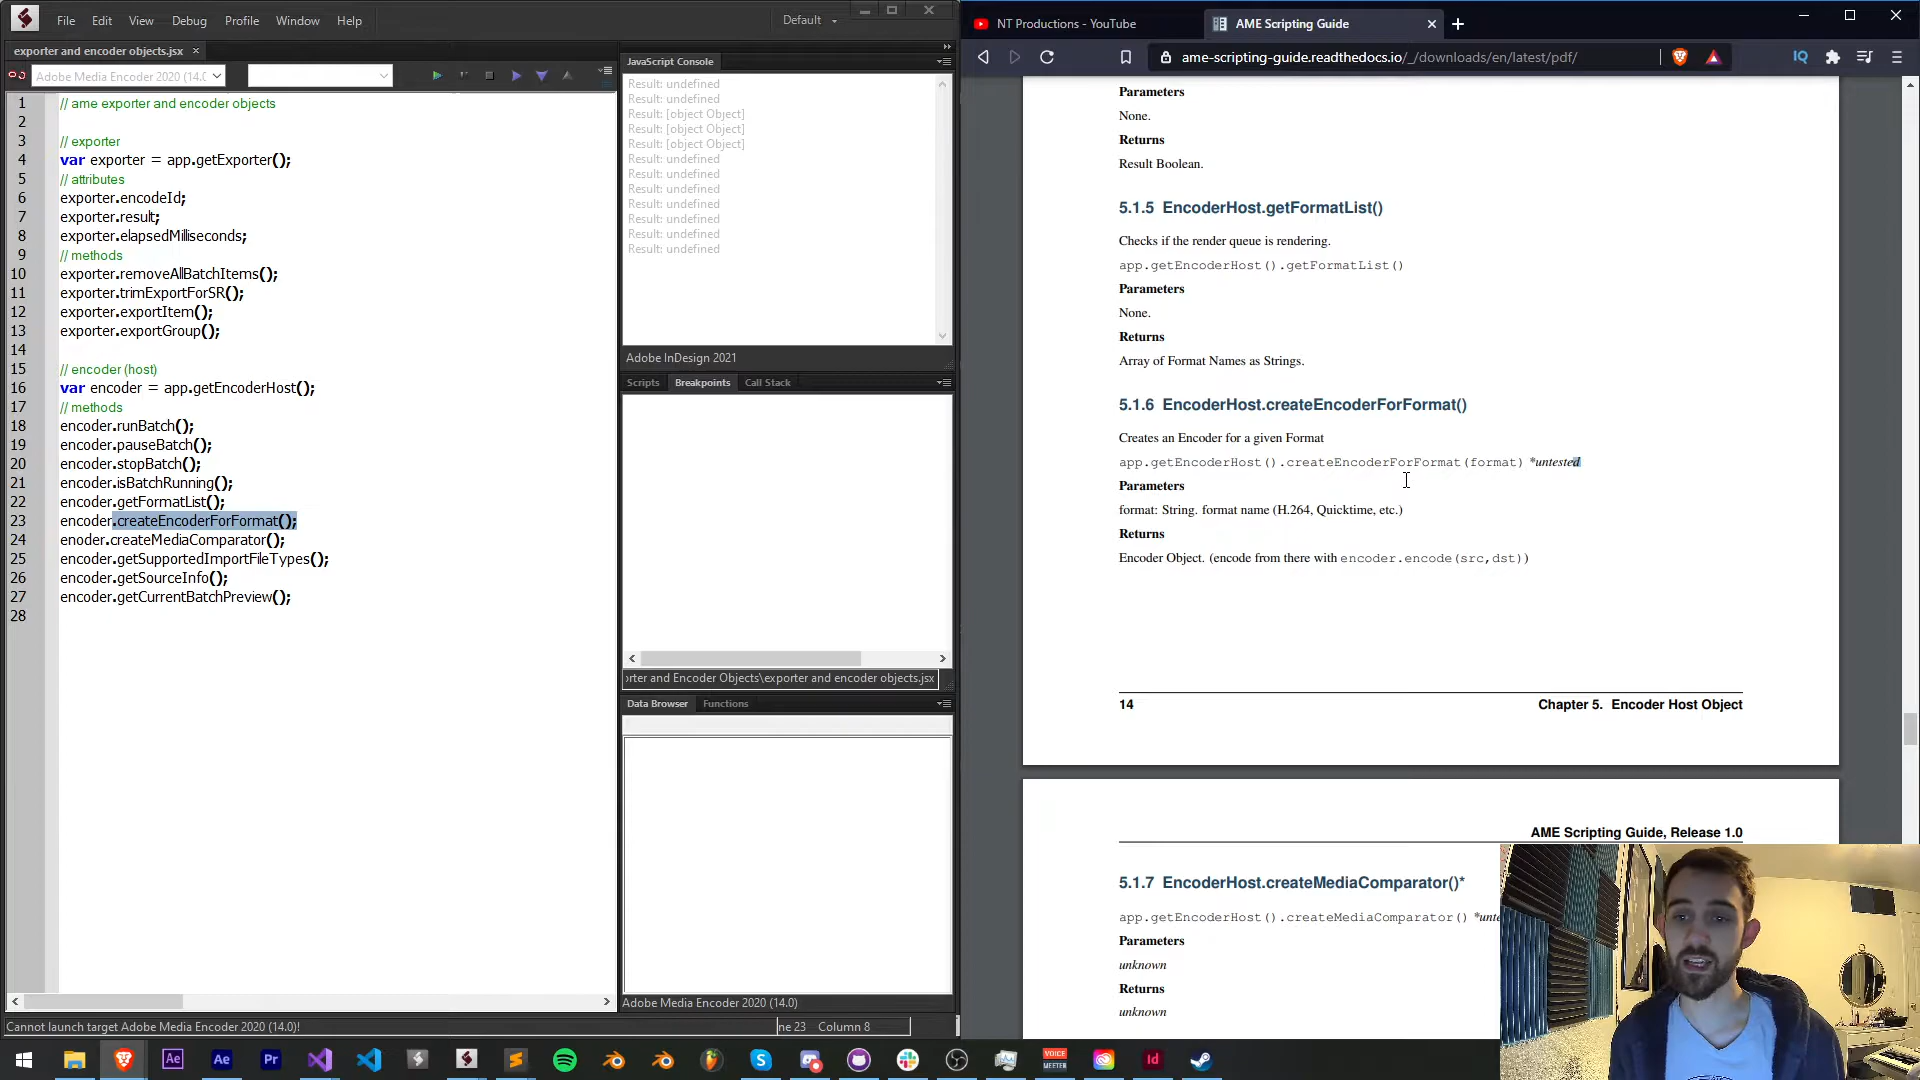 File Edit View Debug Profile Window Help
Default
exporter and encoder objects.jsx ×
Adobe Media Encoder 2020 (14.0
1 // ame exporter and encoder objects
2
3 // exporter
4 var exporter = app.getExporter();
5 // attributes
6 exporter.encodeId;
7 exporter.result;
8 exporter.elapsedMilliseconds;
9 // methods
10 exporter.removeAllBatchItems();
11 exporter.trimExportForSR();
12 exporter.exportItem();
13 exporter.exportGroup();
14
15 // encoder (host)
16 var encoder = app.getEncoderHost();
17 // methods
18 encoder.runBatch();
19 encoder.pauseBatch();
20 encoder.stopBatch();
21 encoder.isBatchRunning();
22 encoder.getFormatList();
23 encoder.createEncoderForFormat();
24 enoder.createMediaComparator();
25 encoder.getSupportedImportFileTypes();
26 encoder.getSourceInfo();
27 encoder.getCurrentBatchPreview();
28
Cannot launch target Adobe Media Encoder 2020 (14.0)!
ne 23 Column 8
JavaScript Console
Result: undefined
Result: undefined
Result: [object Object]
Result: [object Object]
Result: [object Object]
Result: undefined
Result: undefined
Result: undefined
Result: undefined
Result: undefined
Result: undefined
Result: undefined
Adobe InDesign 2021
Scripts Breakpoints Call Stack
orter and Encoder Objects\exporter and encoder objects.jsx
Data Browser Functions
Adobe Media Encoder 2020 (14.0)
NT Productions - YouTube
AME Scripting Guide
ame-scripting-guide.readthedocs.io/_/downloads/en/latest/pdf/
IQ
Parameters
None.
Returns
Result Boolean.
5.1.5 EncoderHost.getFormatList()
Checks if the render queue is rendering.
app.getEncoderHost().getFormatList()
Parameters
None.
Returns
Array of Format Names as Strings.
5.1.6 EncoderHost.createEncoderForFormat()
Creates an Encoder for a given Format
app.getEncoderHost().createEncoderForFormat(format) *untested
Parameters
format: String. format name (H.264, Quicktime, etc.)
Returns
Encoder Object. (encode from there with encoder.encode(src,dst))
14 Chapter 5. Encoder Host Object
AME Scripting Guide, Release 1.0
5.1.7 EncoderHost.createMediaComparator()*
app.getEncoderHost().createMediaComparator() *unte
Parameters
unknown
Returns
unknown
Ae Ae Pr VOICE MEETER Id